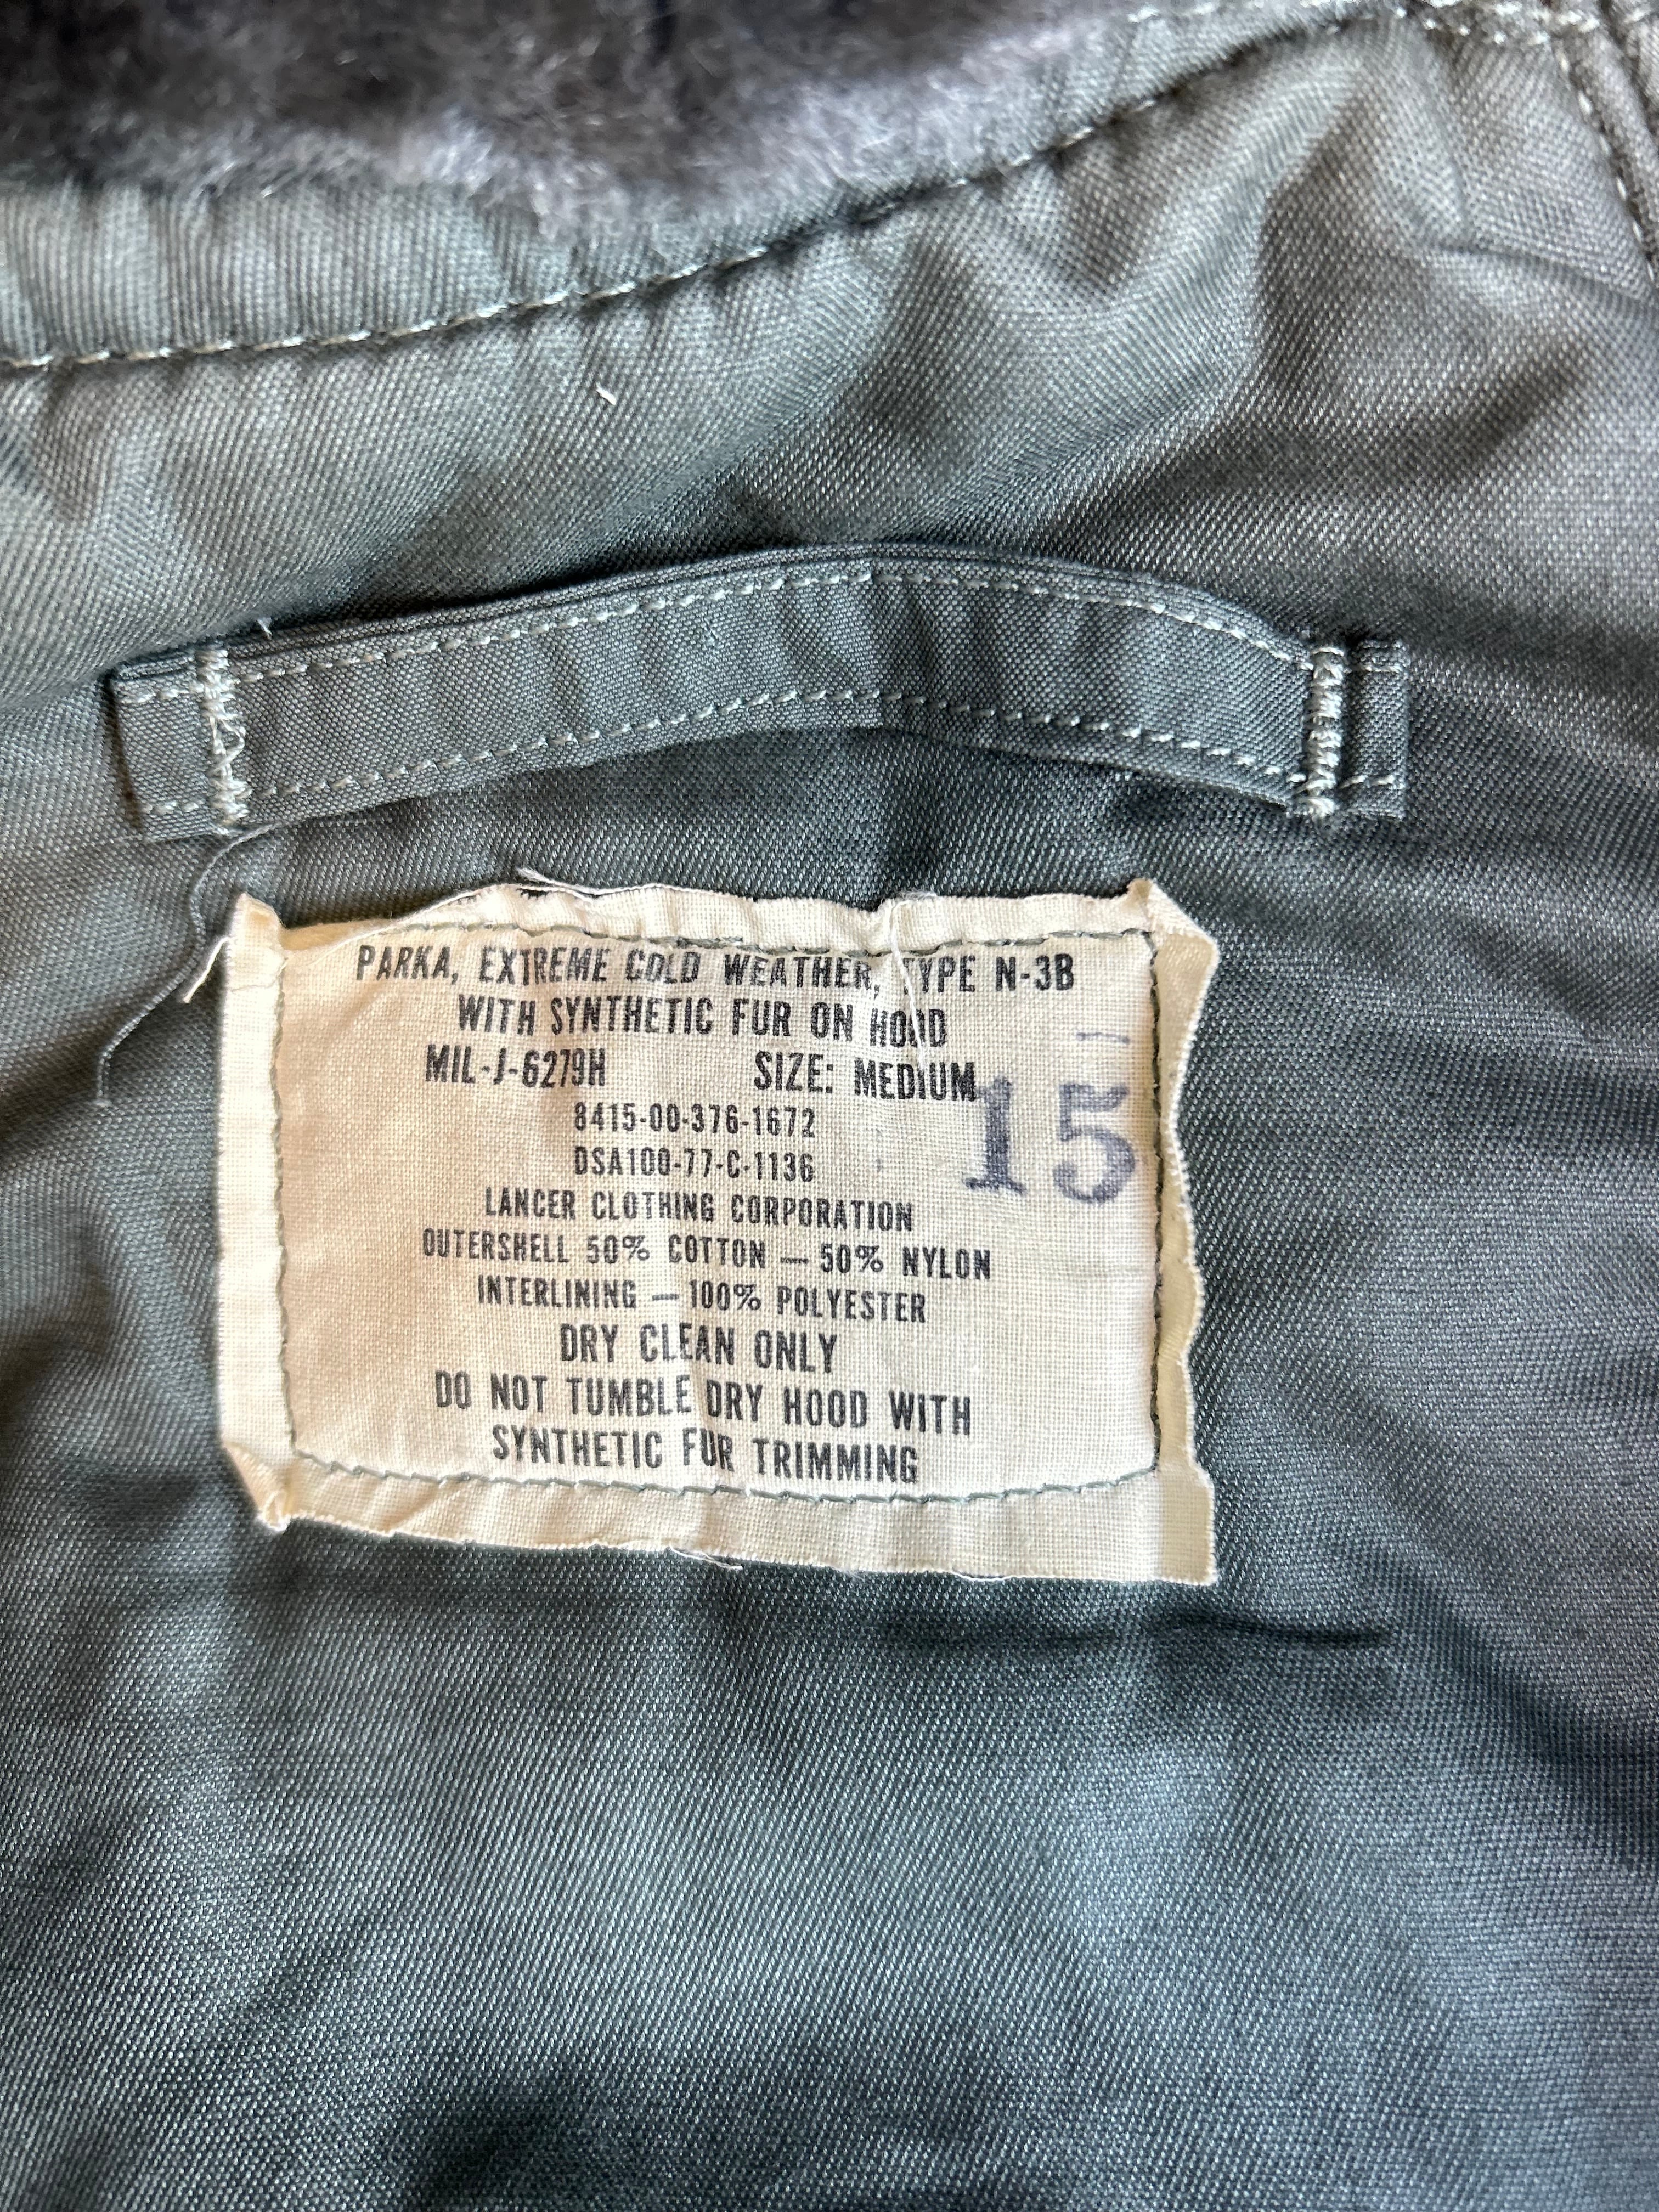 PARKA, EXTREME COLD WEATHER, TYPE N-3B
WITH SYNTHETIC FUR ON HOOD
MIL-J-6279H SIZE: MEDIUM
8415-00-376-1672
DSA100-77-C-1136
15
LANCER CLOTHING CORPORATION
OUTERSHELL 50% COTTON — 50% NYLON
INTERLINING — 100% POLYESTER
DRY CLEAN ONLY
DO NOT TUMBLE DRY HOOD WITH
SYNTHETIC FUR TRIMMING